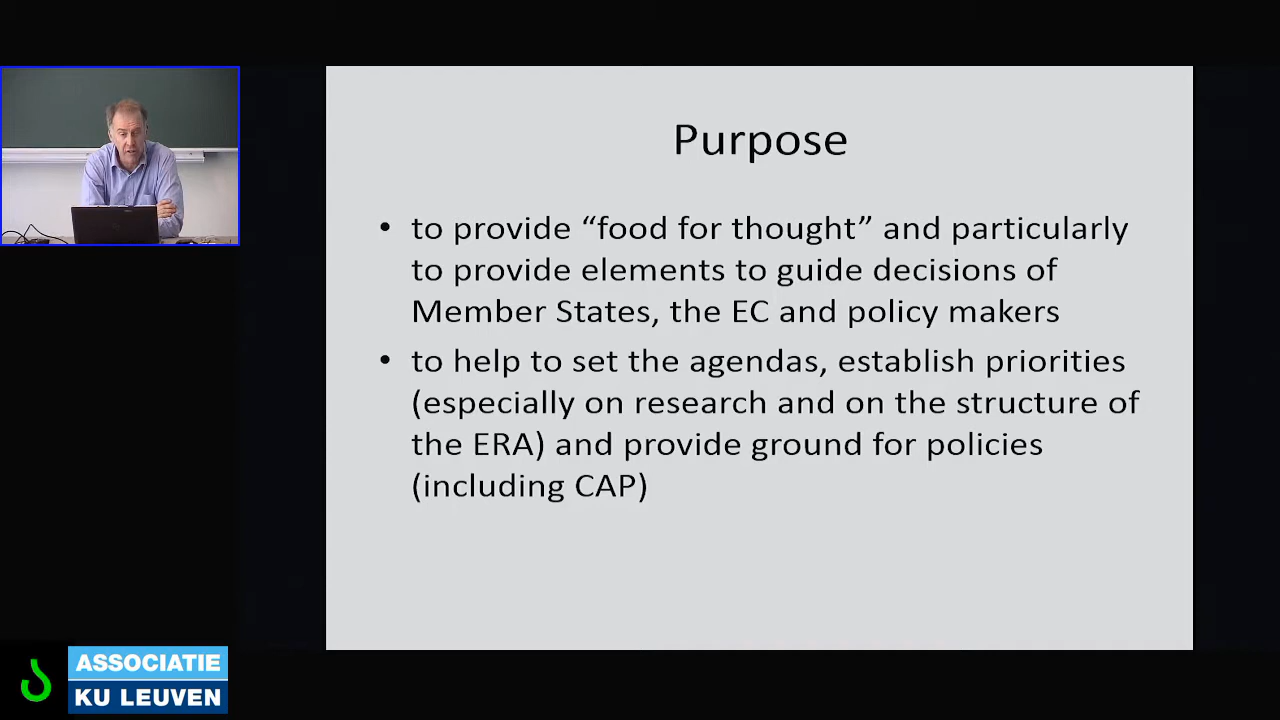 Purpose
• to provide “food for thought” and particularly
to provide elements to guide decisions of
Member States, the EC and policy makers
• to help to set the agendas, establish priorities
(especially on research and on the structure of
the ERA) and provide ground for policies
(including CAP)
ASSOCIATIE
KU LEUVEN